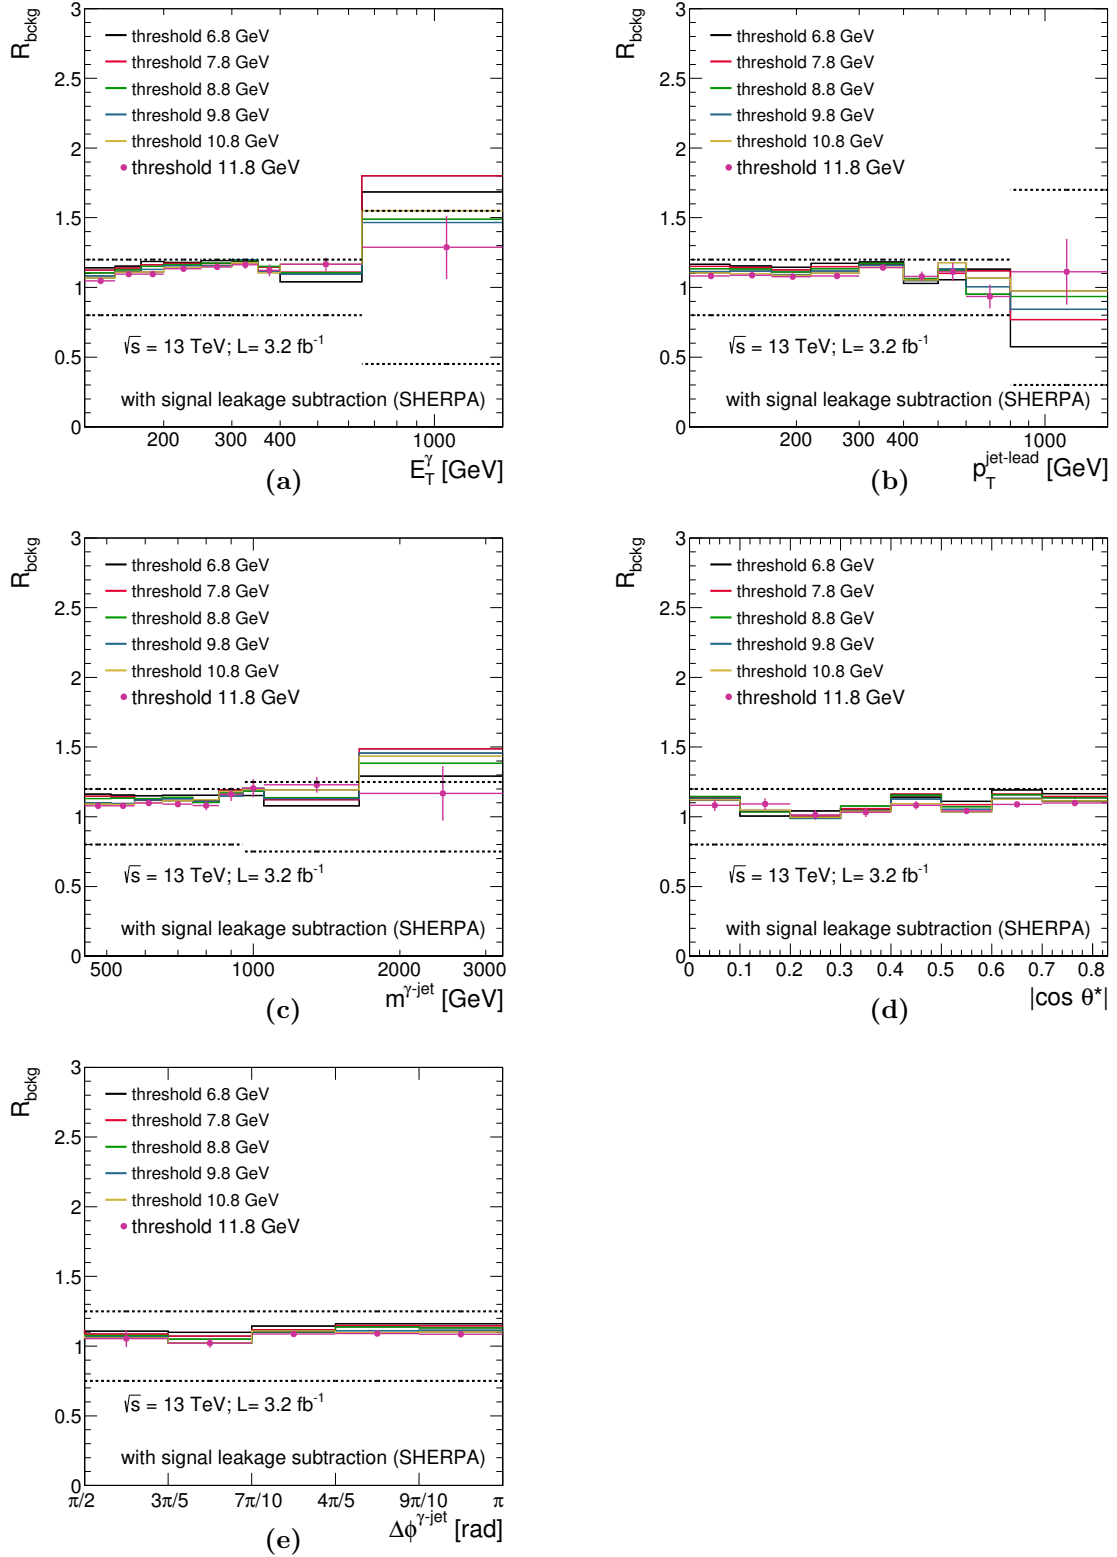 R_bckg
3
2.5
2
1.5
1
0.5
0
threshold 6.8 GeV
threshold 7.8 GeV
threshold 8.8 GeV
threshold 9.8 GeV
threshold 10.8 GeV
threshold 11.8 GeV
√s = 13 TeV; L= 3.2 fb⁻¹
with signal leakage subtraction (SHERPA)
200 300 400 1000
E_T^γ [GeV]
(a)
R_bckg
3
2.5
2
1.5
1
0.5
0
threshold 6.8 GeV
threshold 7.8 GeV
threshold 8.8 GeV
threshold 9.8 GeV
threshold 10.8 GeV
threshold 11.8 GeV
√s = 13 TeV; L= 3.2 fb⁻¹
with signal leakage subtraction (SHERPA)
200 300 400 1000
p_T^jet-lead [GeV]
(b)
R_bckg
3
2.5
2
1.5
1
0.5
0
threshold 6.8 GeV
threshold 7.8 GeV
threshold 8.8 GeV
threshold 9.8 GeV
threshold 10.8 GeV
threshold 11.8 GeV
√s = 13 TeV; L= 3.2 fb⁻¹
with signal leakage subtraction (SHERPA)
500 1000 2000 3000
m^γ-jet [GeV]
(c)
R_bckg
3
2.5
2
1.5
1
0.5
0
threshold 6.8 GeV
threshold 7.8 GeV
threshold 8.8 GeV
threshold 9.8 GeV
threshold 10.8 GeV
threshold 11.8 GeV
√s = 13 TeV; L= 3.2 fb⁻¹
with signal leakage subtraction (SHERPA)
0 0.1 0.2 0.3 0.4 0.5 0.6 0.7 0.8
|cos θ*|
(d)
R_bckg
3
2.5
2
1.5
1
0.5
0
threshold 6.8 GeV
threshold 7.8 GeV
threshold 8.8 GeV
threshold 9.8 GeV
threshold 10.8 GeV
threshold 11.8 GeV
√s = 13 TeV; L= 3.2 fb⁻¹
with signal leakage subtraction (SHERPA)
π/2 3π/5 7π/10 4π/5 9π/10 π
Δϕ^γ-jet [rad]
(e)